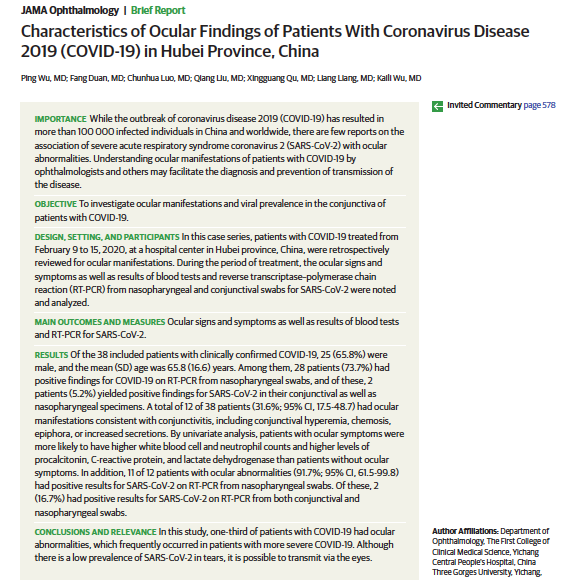 JAMA Ophthalmology | Brief Report
Characteristics of Ocular Findings of Patients With Coronavirus Disease
2019 (COVID-19) in Hubei Province, China
Ping Wu, MD; Fang Duan, MD; Chunhua Luo, MD; Qiang Liu, MD; Xingguang Qu, MD; Liang Liang, MD; Kaili Wu, MD
Invited Commentary page 578
IMPORTANCE While the outbreak of coronavirus disease 2019 (COVID-19) has resulted in
more than 100 000 infected individuals in China and worldwide, there are few reports on the
association of severe acute respiratory syndrome coronavirus 2 (SARS-CoV-2) with ocular
abnormalities. Understanding ocular manifestations of patients with COVID-19 by
ophthalmologists and others may facilitate the diagnosis and prevention of transmission of
the disease.
OBJECTIVE To investigate ocular manifestations and viral prevalence in the conjunctiva of
patients with COVID-19.
DESIGN, SETTING, AND PARTICIPANTS In this case series, patients with COVID-19 treated from
February 9 to 15, 2020, at a hospital center in Hubei province, China, were retrospectively
reviewed for ocular manifestations. During the period of treatment, the ocular signs and
symptoms as well as results of blood tests and reverse transcriptase–polymerase chain
reaction (RT-PCR) from nasopharyngeal and conjunctival swabs for SARS-CoV-2 were noted
and analyzed.
MAIN OUTCOMES AND MEASURES Ocular signs and symptoms as well as results of blood tests
and RT-PCR for SARS-CoV-2.
RESULTS Of the 38 included patients with clinically confirmed COVID-19, 25 (65.8%) were
male, and the mean (SD) age was 65.8 (16.6) years. Among them, 28 patients (73.7%) had
positive findings for COVID-19 on RT-PCR from nasopharyngeal swabs, and of these, 2
patients (5.2%) yielded positive findings for SARS-CoV-2 in their conjunctival as well as
nasopharyngeal specimens. A total of 12 of 38 patients (31.6%; 95% CI, 17.5-48.7) had ocular
manifestations consistent with conjunctivitis, including conjunctival hyperemia, chemosis,
epiphora, or increased secretions. By univariate analysis, patients with ocular symptoms were
more likely to have higher white blood cell and neutrophil counts and higher levels of
procalcitonin, C-reactive protein, and lactate dehydrogenase than patients without ocular
symptoms. In addition, 11 of 12 patients with ocular abnormalities (91.7%; 95% CI, 61.5-99.8)
had positive results for SARS-CoV-2 on RT-PCR from nasopharyngeal swabs. Of these, 2
(16.7%) had positive results for SARS-CoV-2 on RT-PCR from both conjunctival and
nasopharyngeal swabs.
CONCLUSIONS AND RELEVANCE In this study, one-third of patients with COVID-19 had ocular
abnormalities, which frequently occurred in patients with more severe COVID-19. Although
there is a low prevalence of SARS-CoV-2 in tears, it is possible to transmit via the eyes.
Author Affiliations: Department of
Ophthalmology, The First College of
Clinical Medical Science, Yichang
Central People's Hospital, China
Three Gorges University, Yichang,